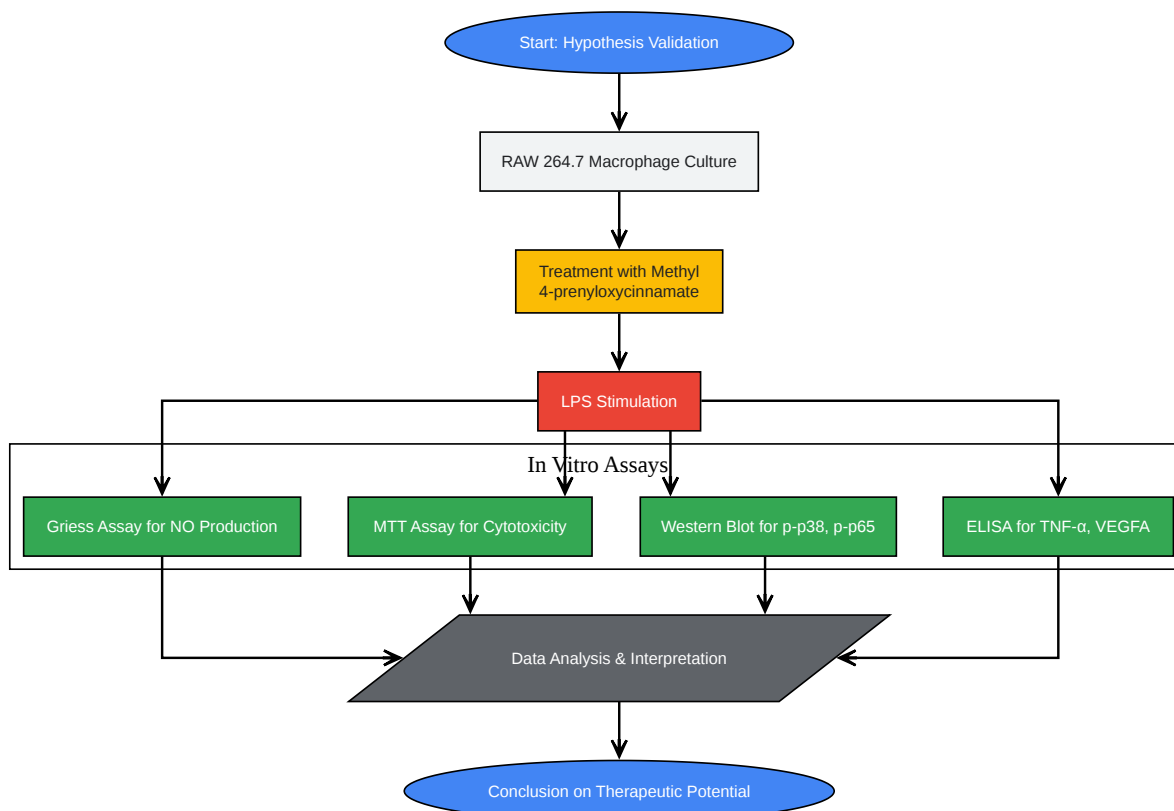 Start: Hypothesis Validation
RAW 264.7 Macrophage Culture
Treatment with Methyl
4-prenyloxycinnamate
LPS Stimulation
In Vitro Assays
Griess Assay for NO Production
MTT Assay for Cytotoxicity
Western Blot for p-p38, p-p65
ELISA for TNF-α, VEGFA
Data Analysis & Interpretation
Conclusion on Therapeutic Potential